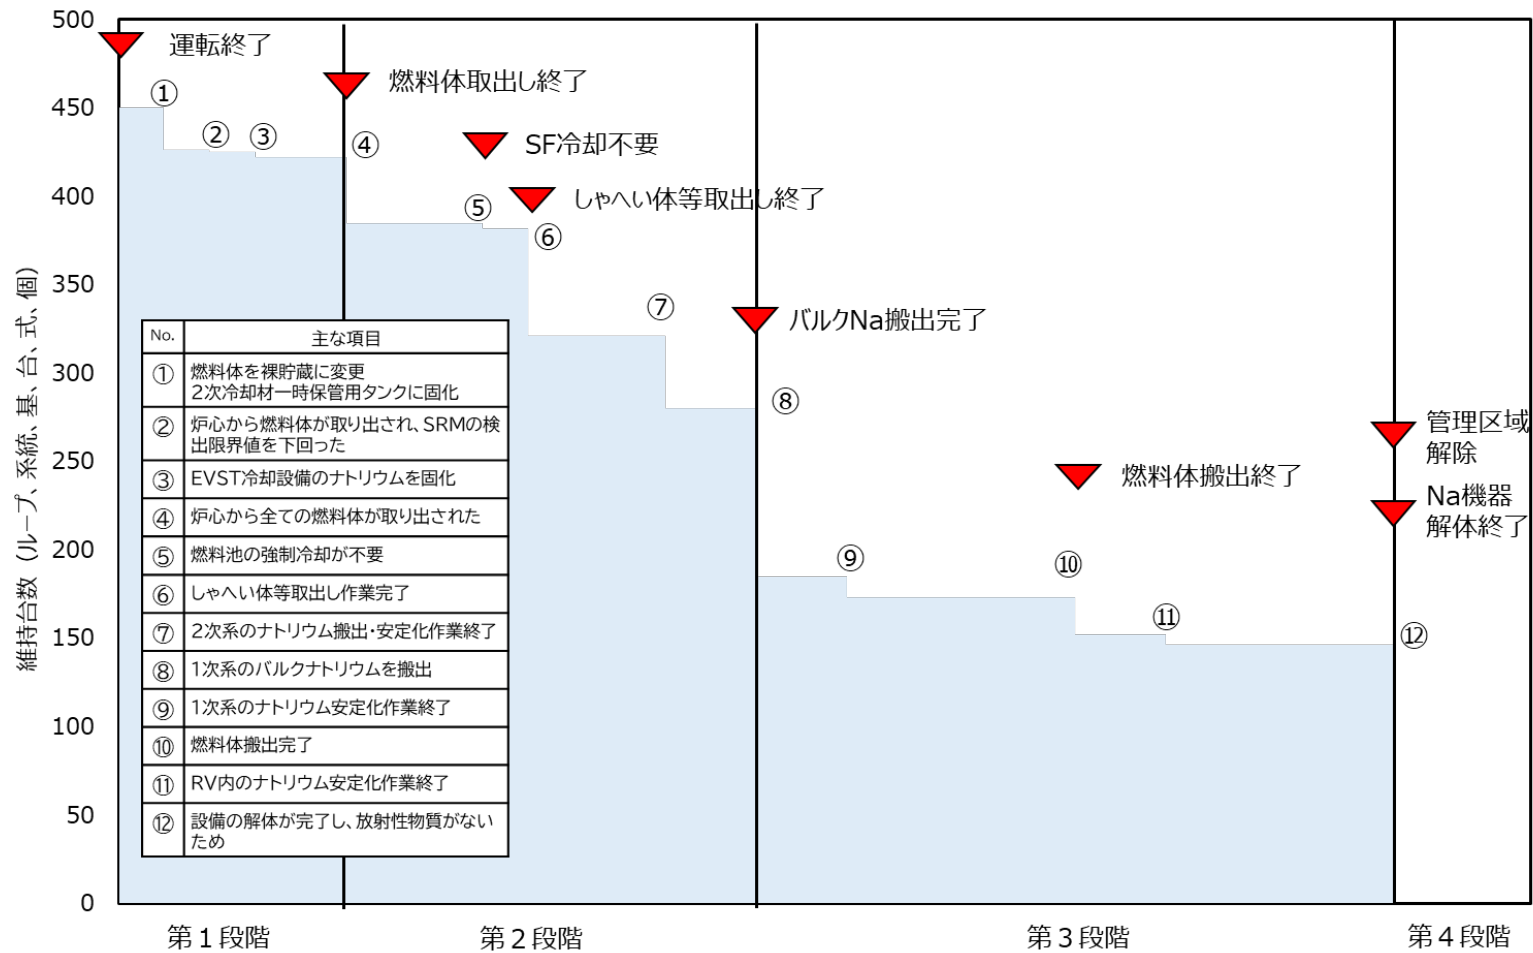 維持台数（ループ、系統、基、台、式、個）
500
450
400
350
300
250
200
150
100
50
0
運転終了
燃料体取出し終了
SF冷却不要
しゃへい体等取出し終了
バルクNa搬出完了
燃料体搬出終了
管理区域
解除
Na機器
解体終了
①
②
③
④
⑤
⑥
⑦
⑧
⑨
⑩
⑪
⑫
No. 主な項目
① 燃料体を裸貯蔵に変更
2次冷却材一時保管用タンクに固化
② 炉心から燃料体が取り出され、SRMの検
出限界値を下回った
③ EVST冷却設備のナトリウムを固化
④ 炉心から全ての燃料体が取り出された
⑤ 燃料池の強制冷却が不要
⑥ しゃへい体等取出し作業完了
⑦ 2次系のナトリウム搬出・安定化作業終了
⑧ 1次系のバルクナトリウムを搬出
⑨ 1次系のナトリウム安定化作業終了
⑩ 燃料体搬出完了
⑪ RV内のナトリウム安定化作業終了
⑫ 設備の解体が完了し、放射性物質がない
ため
第１段階
第２段階
第３段階
第４段階